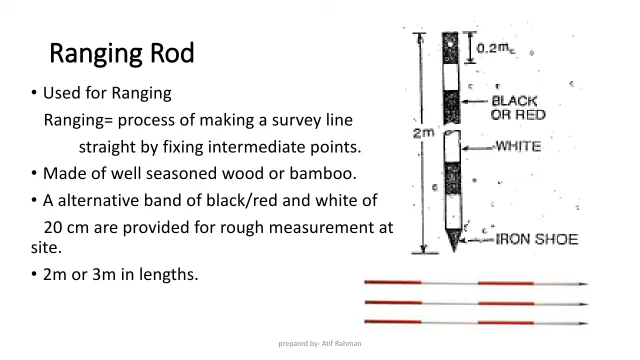 Ranging Rod
• Used for Ranging
Ranging= process of making a survey line
straight by fixing intermediate points.
• Made of well seasoned wood or bamboo.
• A alternative band of black/red and white of
20 cm are provided for rough measurement at
site.
• 2m or 3m in lengths.
0.2m
BLACK
OR RED
2m
WHITE
IRON SHOE
prepared by- Atif Rahman